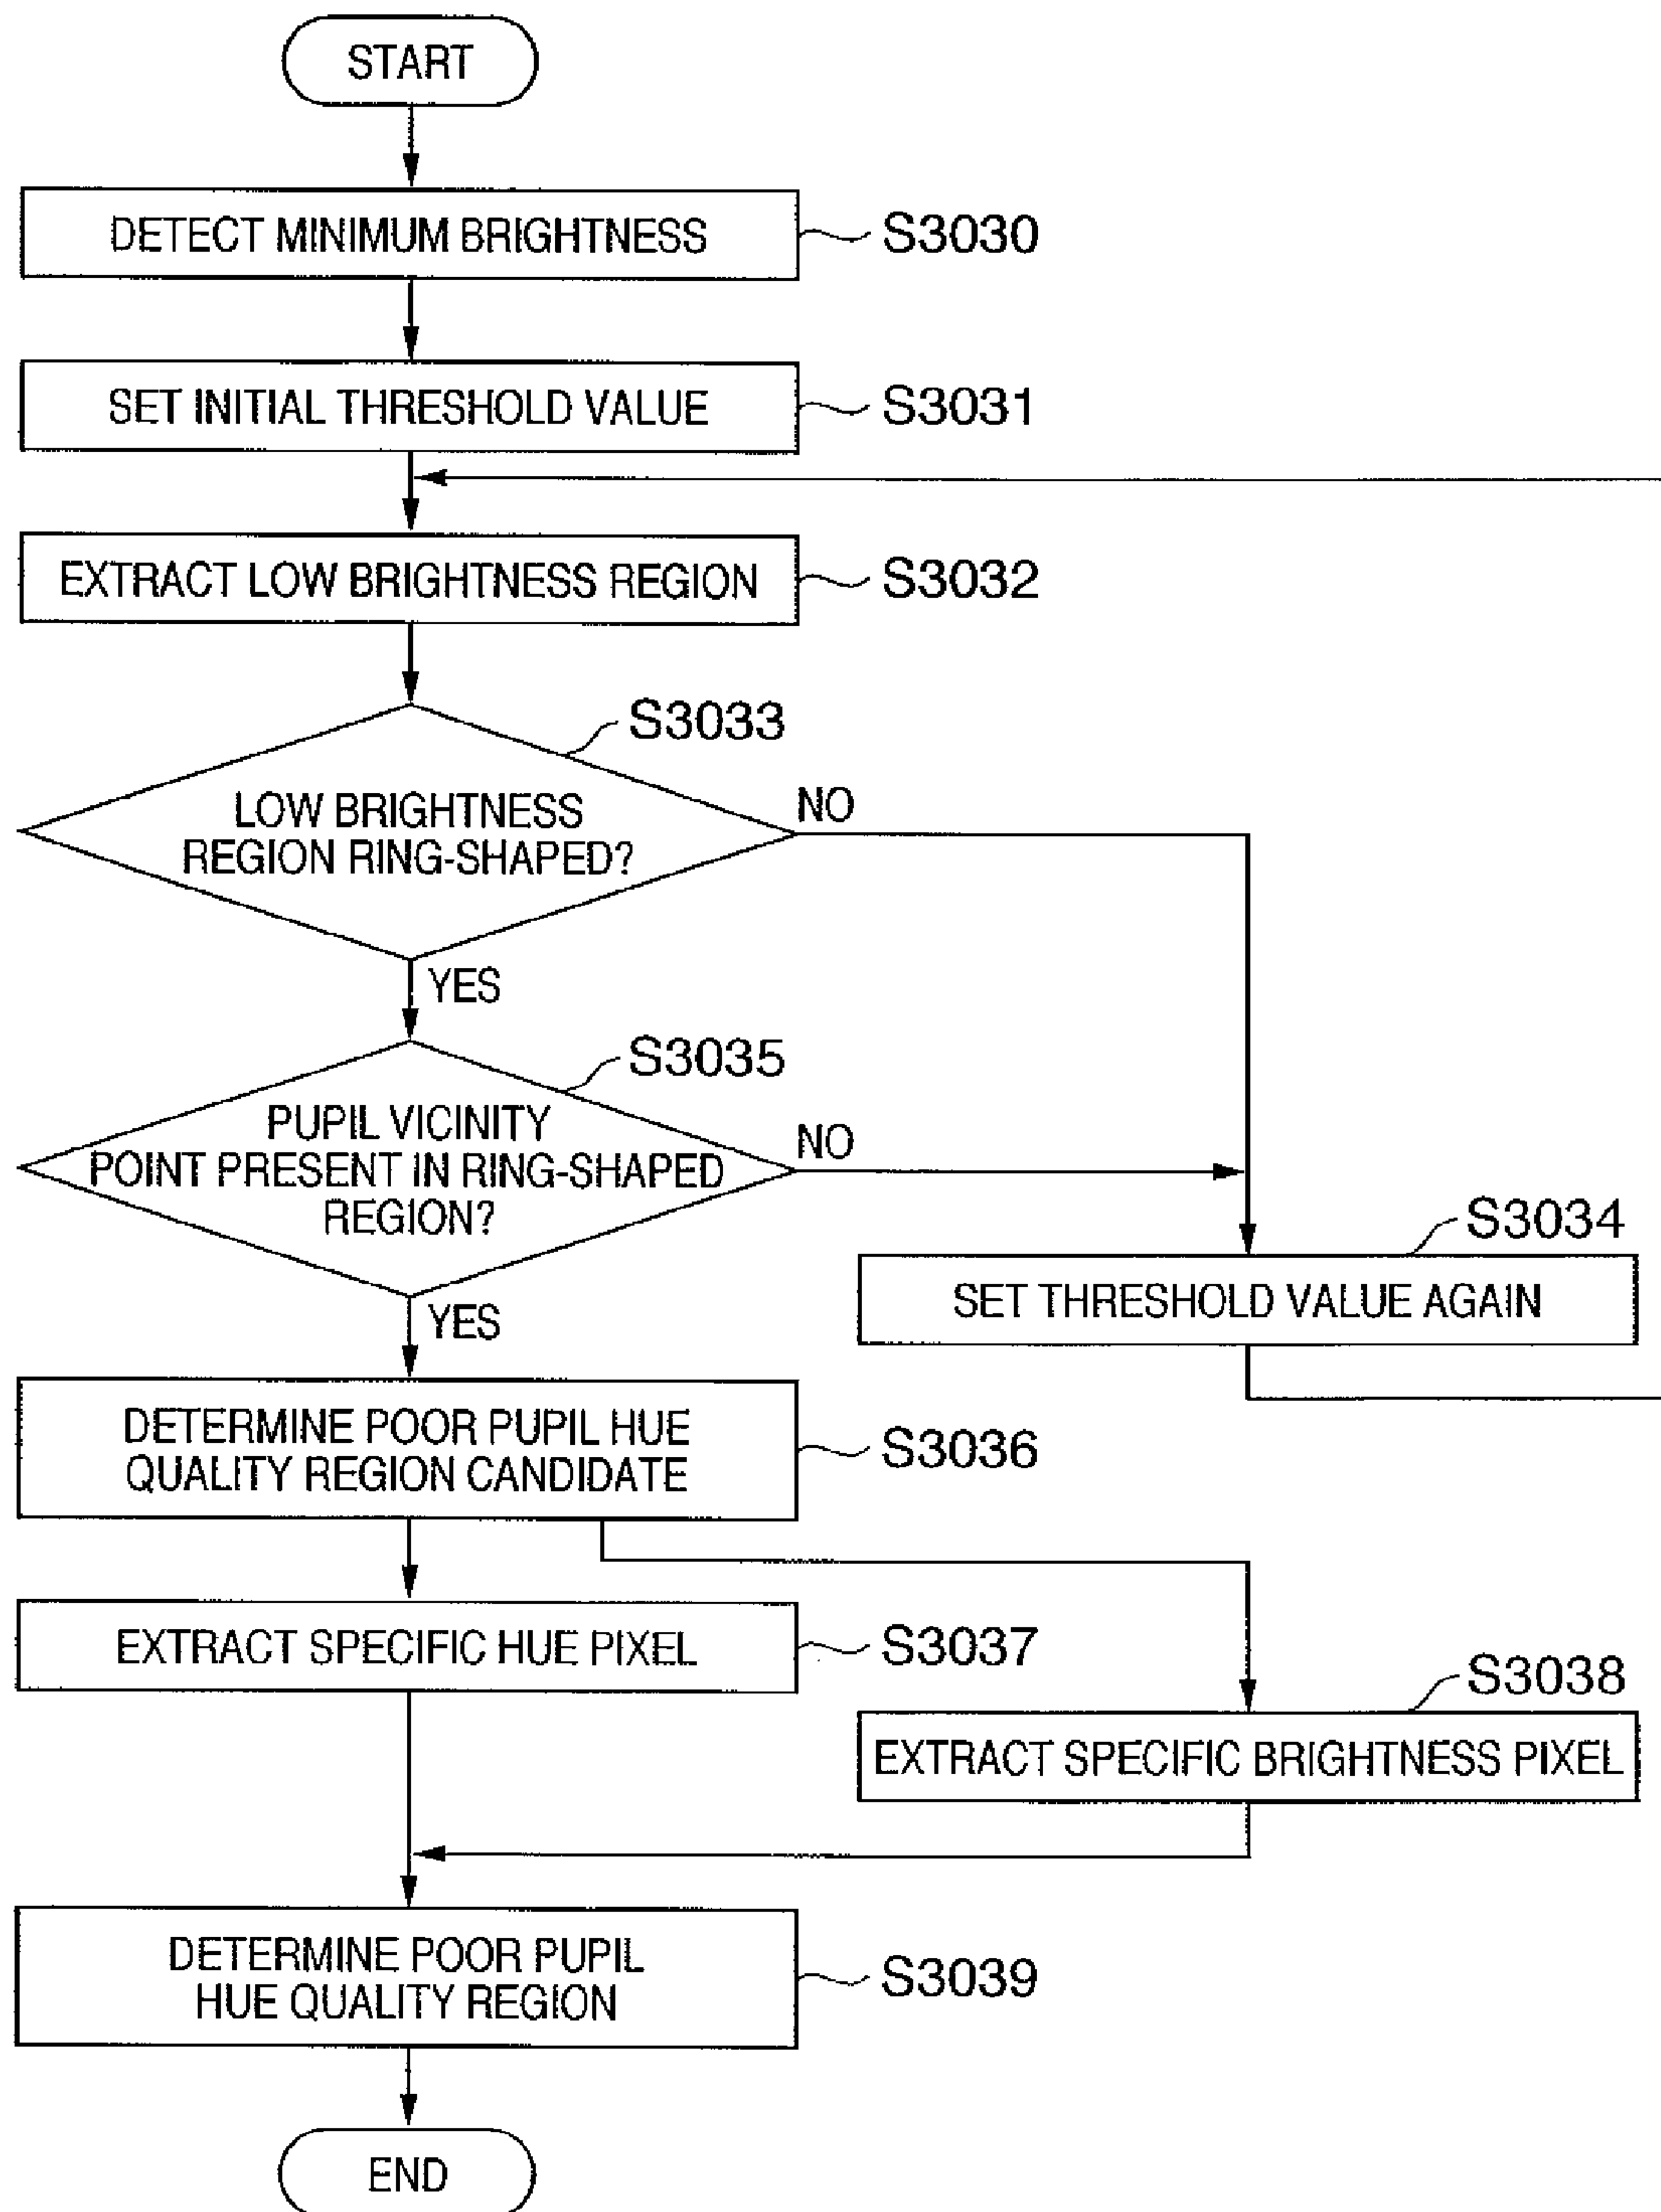 START
DETECT MINIMUM BRIGHTNESS
S3030
SET INITIAL THRESHOLD VALUE
S3031
EXTRACT LOW BRIGHTNESS REGION
S3032
S3033
LOW BRIGHTNESS
REGION RING-SHAPED?
NO
YES
S3035
PUPIL VICINITY
POINT PRESENT IN RING-SHAPED
REGION?
NO
YES
S3034
SET THRESHOLD VALUE AGAIN
DETERMINE POOR PUPIL HUE
QUALITY REGION CANDIDATE
S3036
EXTRACT SPECIFIC HUE PIXEL
S3037
S3038
EXTRACT SPECIFIC BRIGHTNESS PIXEL
DETERMINE POOR PUPIL
HUE QUALITY REGION
S3039
END